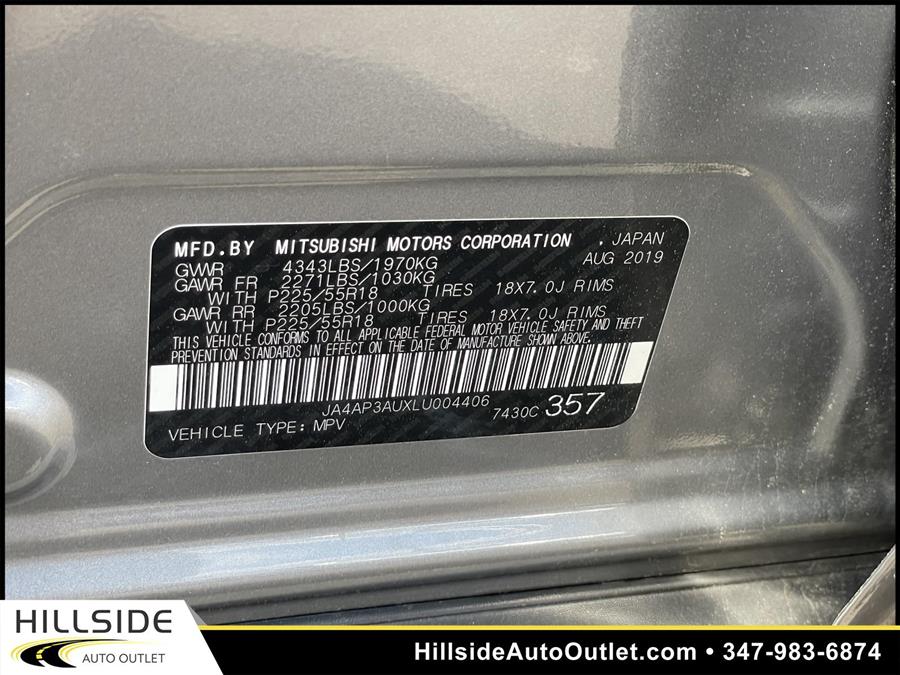 MFD.BY MITSUBISHI MOTORS CORPORATION . JAPAN
GVWR 4343LBS/1970KG AUG 2019
GAWR FR 2271LBS/1030KG
WITH P225/55R18 TIRES 18X7.0J RIMS
GAWR RR 2205LBS/1000KG
WITH P225/55R18 TIRES 18X7.0J RIMS
THIS VEHICLE CONFORMS TO ALL APPLICABLE FEDERAL MOTOR VEHICLE SAFETY AND THEFT
PREVENTION STANDARDS IN EFFECT ON THE DATE OF MANUFACTURE SHOWN ABOVE.
JA4AP3AUXLU004406 7430C 357
VEHICLE TYPE: MPV
HILLSIDE
AUTO OUTLET
HillsideAutoOutlet.com • 347-983-6874